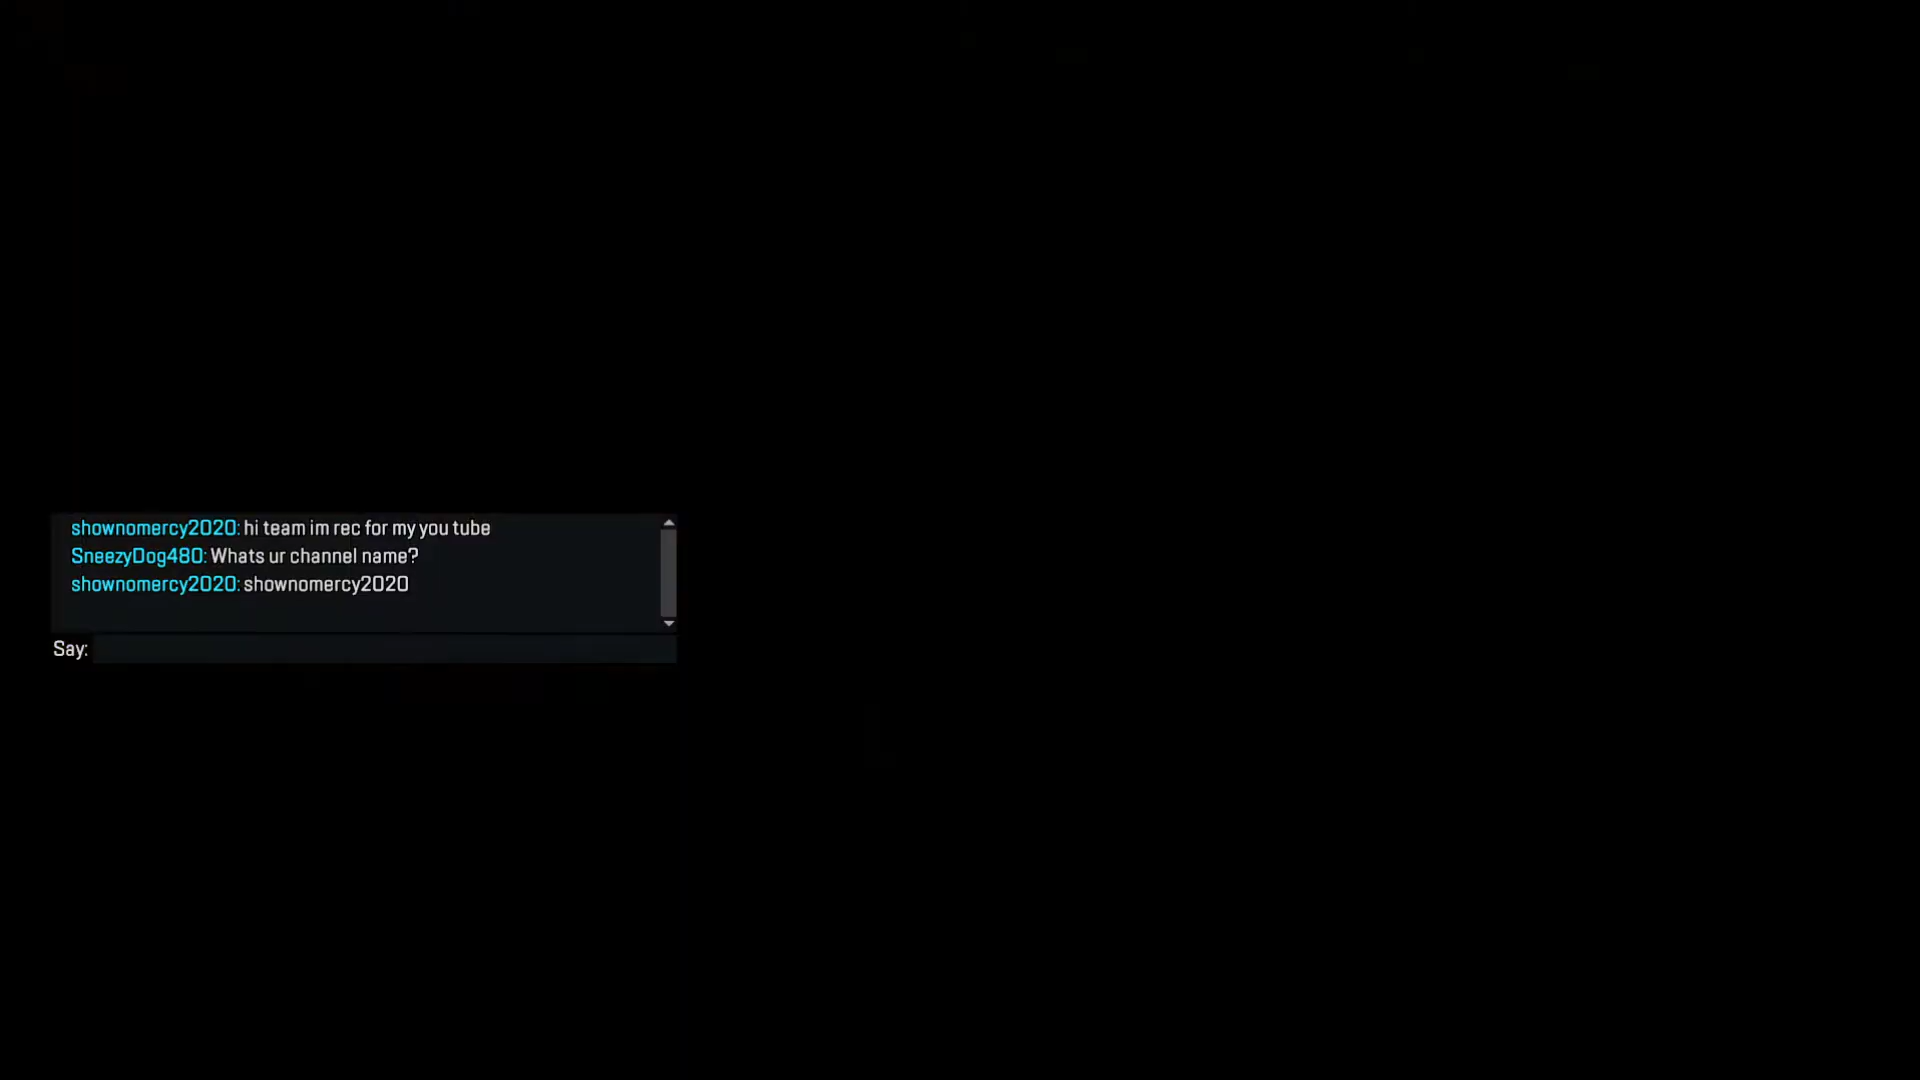 shownomercy2020: hi team im rec for my you tube
SneezyDog480: Whats ur channel name?
shownomercy2020: shownomercy2020
Say: